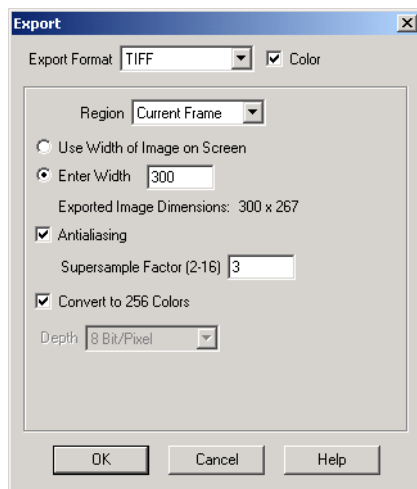 Export
Export Format TIFF Color
Region Current Frame
Use Width of Image on Screen
Enter Width 300
Exported Image Dimensions: 300 x 267
Antialiasing
Supersample Factor (2-16) 3
Convert to 256 Colors
Depth 8 Bit/Pixel
OK Cancel Help